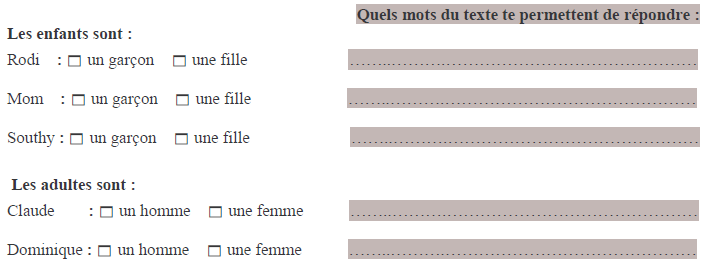 Quels mots du texte te permettent de répondre :
Les enfants sont :
Rodi : □ un garçon □ une fille ……..……………………………………………
Mom : □ un garçon □ une fille ……..……………………………………………
Southy : □ un garçon □ une fille ……..……………………………………………
Les adultes sont :
Claude : □ un homme □ une femme ……..……………………………………………
Dominique : □ un homme □ une femme ……..……………………………………………